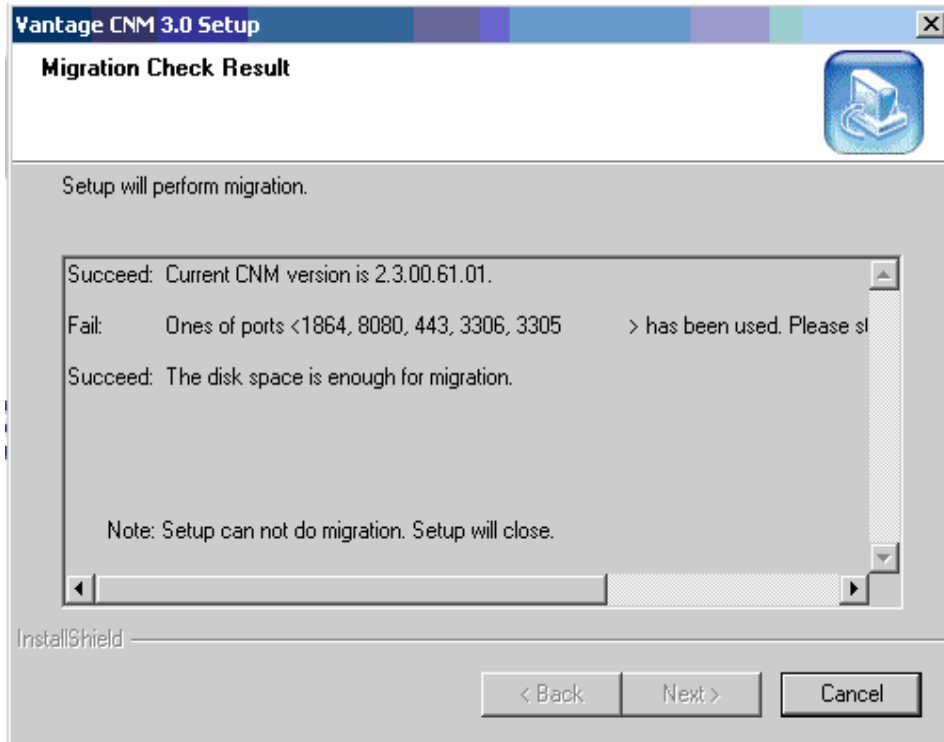 Vantage CNM 3.0 Setup
Migration Check Result
Setup will perform migration.
Succeed: Current CNM version is 2.3.00.61.01.
Fail: Ones of ports <1864, 8080, 443, 3306, 3305 > has been used. Please
Succeed: The disk space is enough for migration.
Note: Setup can not do migration. Setup will close.
InstallShield
< Back Next > Cancel